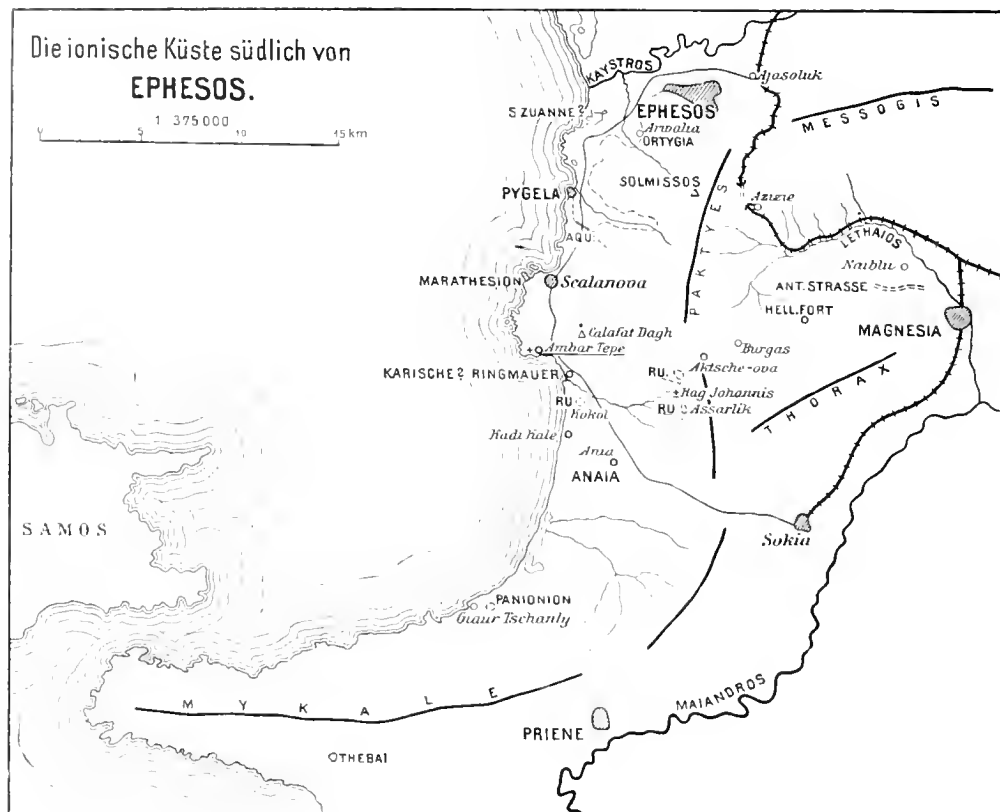 Die ionische Küste südlich von
EPHESOS.
1 375000
5 10 15 km
KAYSTROS
Ajasoluk
MESSOGIS
SZUANNE?
EPHESOS
Arvalia
ORTYGIA
SOLMISSOS
PYGELA
PAKTYES
Azizie
AQU.
LETHAIOS
Naiblu
MARATHESION
Scalanova
ANT. STRASSE
HELL. FORT
MAGNESIA
Calafat Dagh
Ambar Tepe
Burgas
Aktsche-ova
KARISCHE? RINGMAUER
RU.
Hag Johannis
THORAX
RU
Kokol
RU
Assarlik
Kadi Kale
Ania
ANAIA
SAMOS
Sokia
PANIONION
Giaur Tschanly
MYKALE
MAIANDROS
PRIENE
OTHEBAI